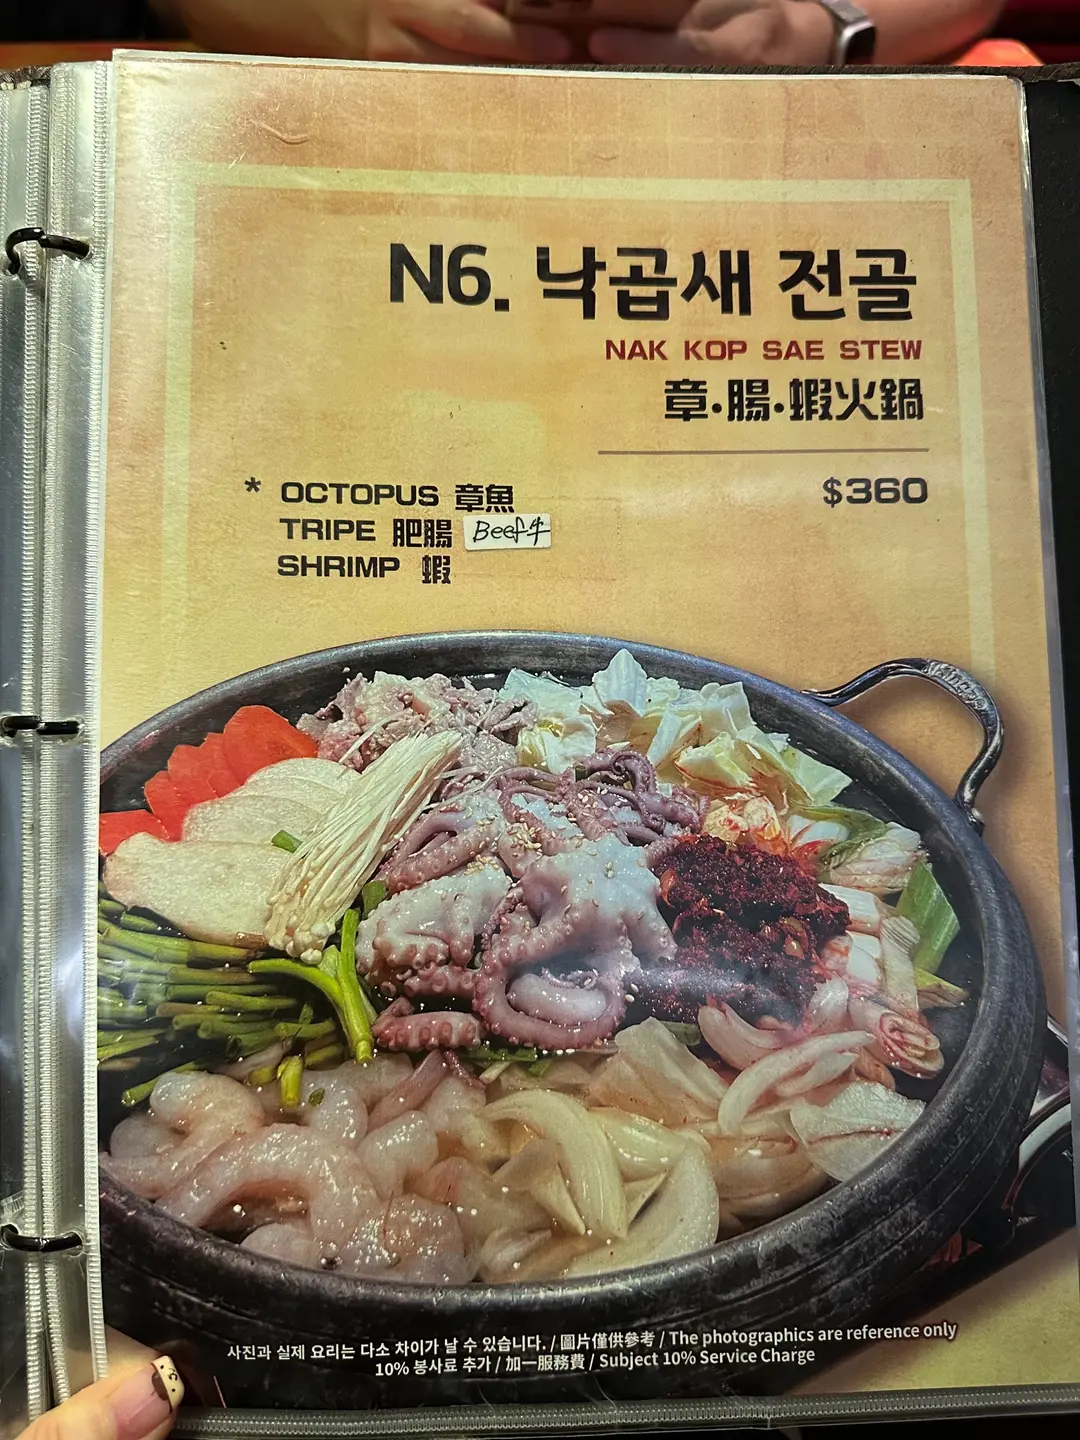 N6. 낙곱새 전골
NAK KOP SAE STEW
章·腸·蝦火鍋
* OCTOPUS 章魚
$360
TRIPE 肥腸 Beef牛
SHRIMP 蝦
사진과 실제 요리는 다소 차이가 날 수 있습니다. / 圖片僅供參考 / The photographics are reference only
10% 봉사료 추가 / 加一服務費 / Subject 10% Service Charge